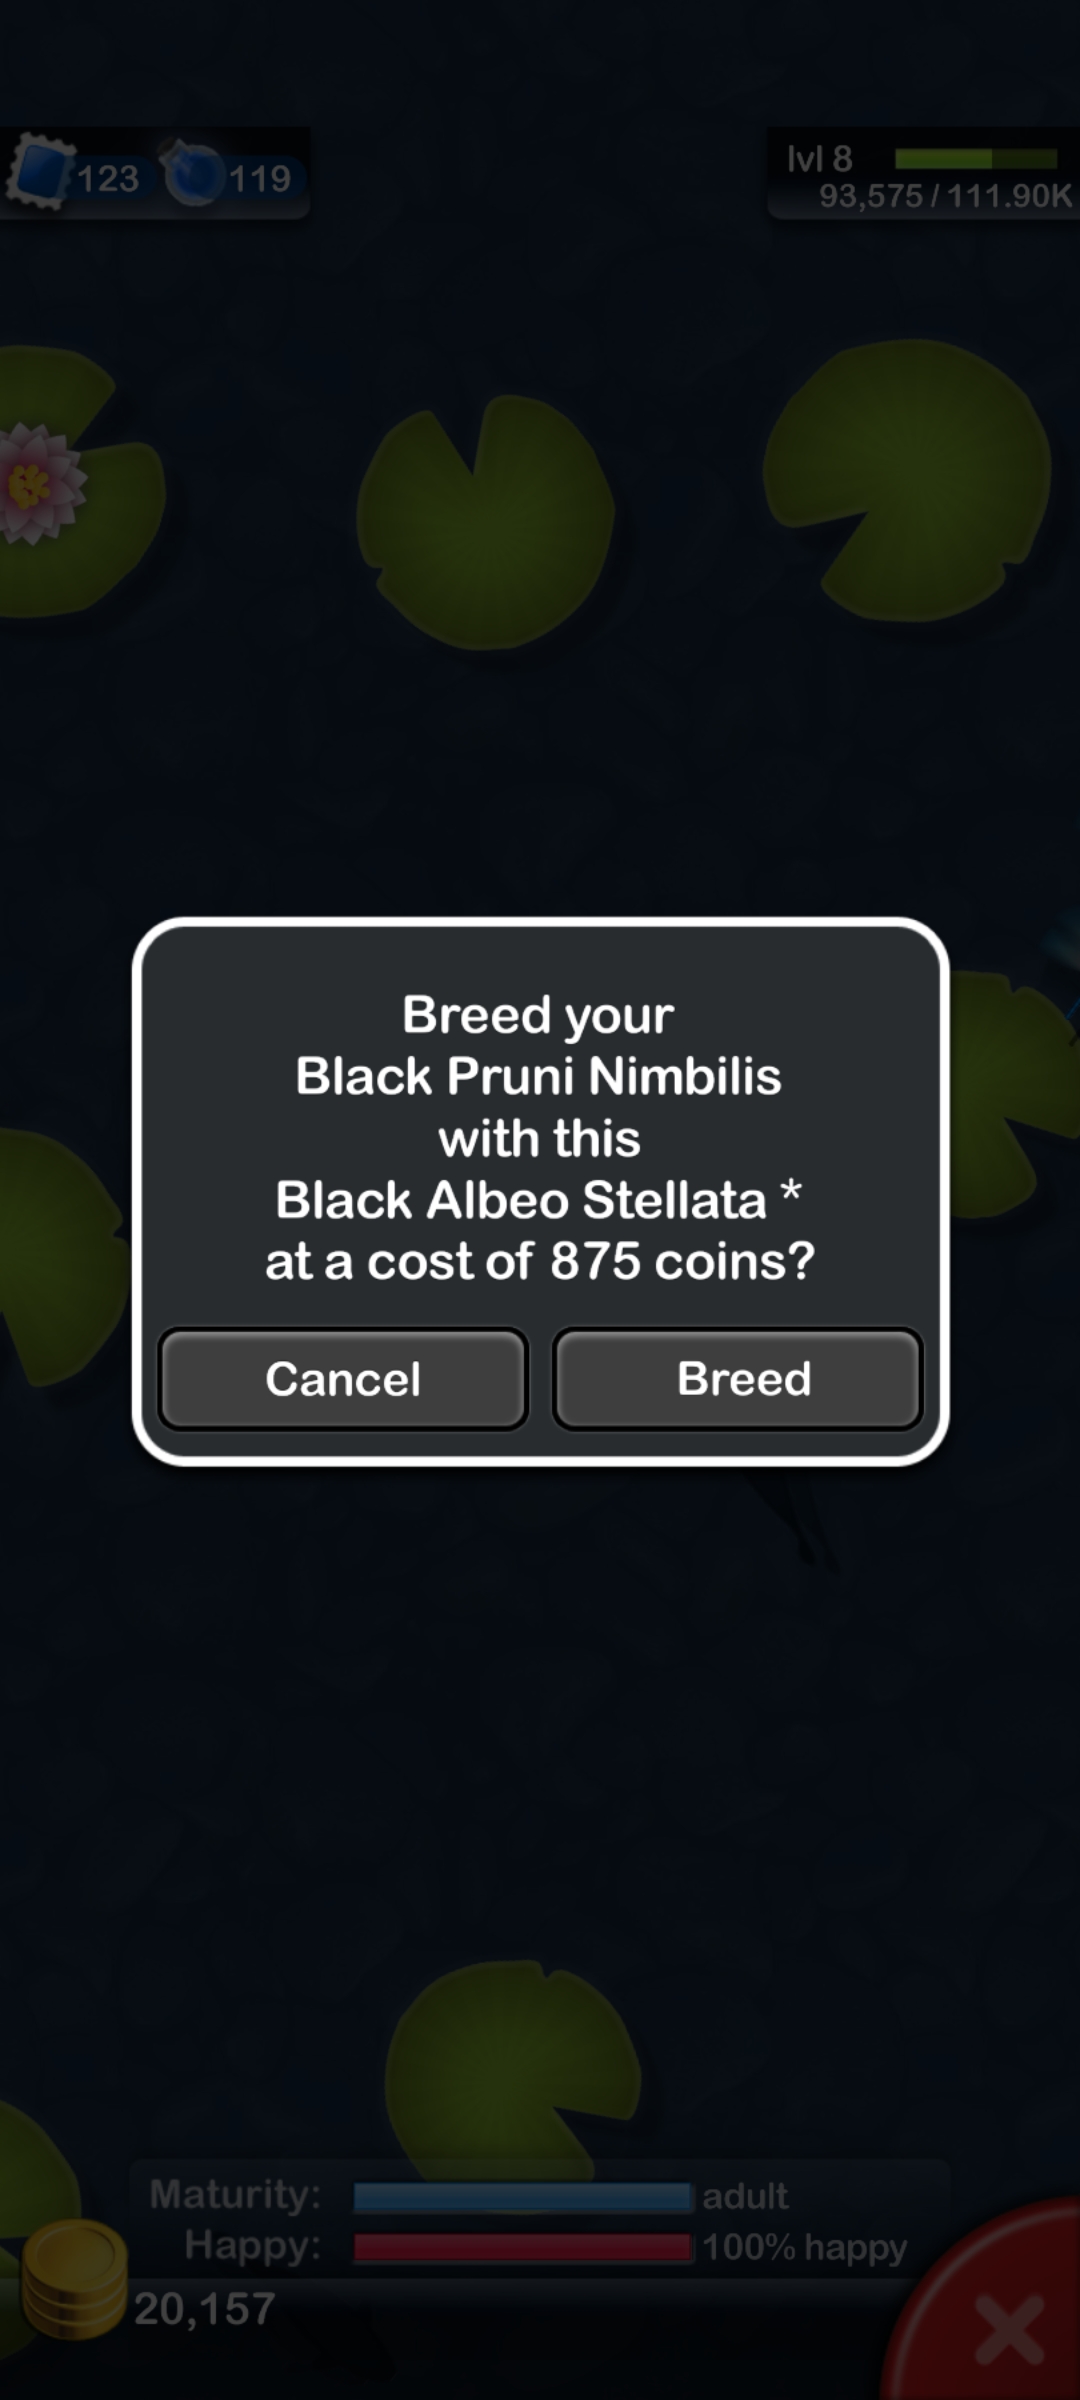 123 119
lvl 8
93,575 / 111.90K
Breed your
Black Pruni Nimbilis
with this
Black Albeo Stellata *
at a cost of 875 coins?
Cancel Breed
Maturity: adult
Happy: 100% happy
20,157